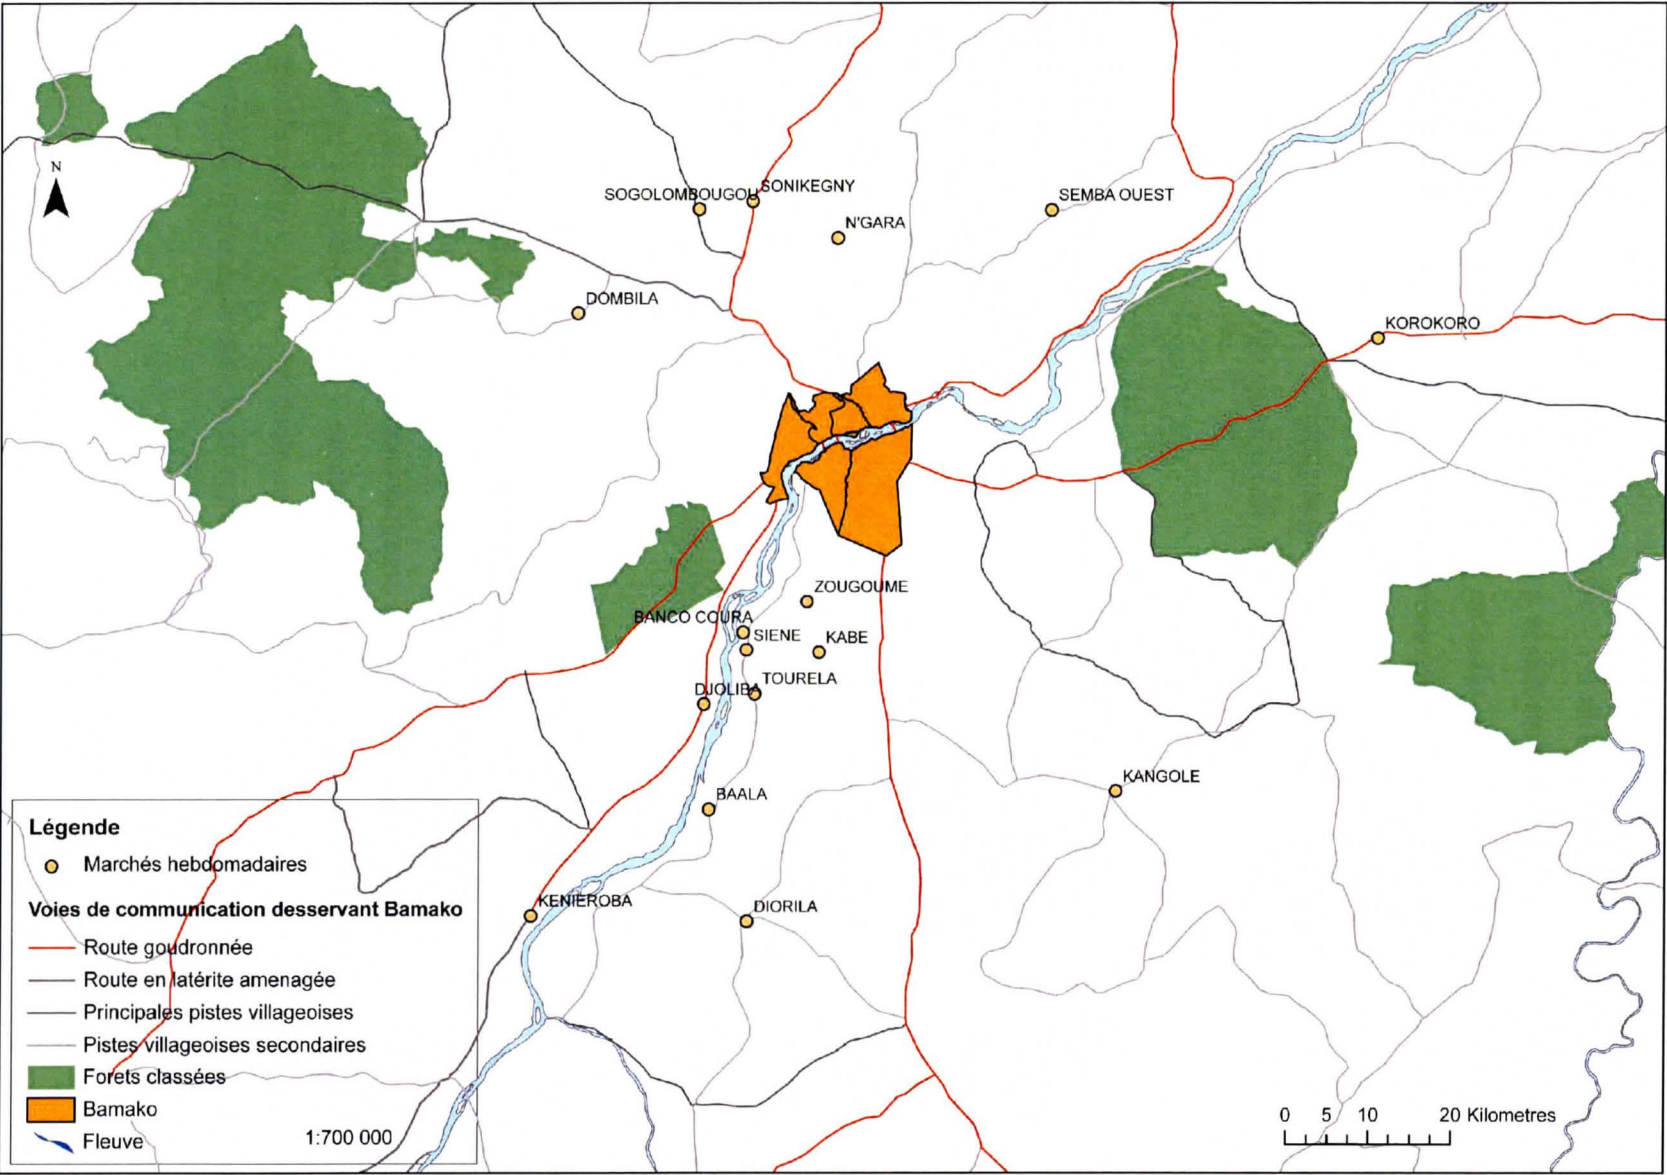 N
SOGOLOMBOUGOU
SONIKEGNY
N'GARA
SEMBA OUEST
DOMBILA
KOROKORO
ZOUGOUME
BANCO COURA
SIENE
KABE
TOURELA
DJOLIBA
KANGOLE
BAALA
KENIEROBA
DIORILA
Légende
Marchés hebdomadaires
Voies de communication desservant Bamako
Route goudronnée
Route en latérite amenagée
Principales pistes villageoises
Pistes villageoises secondaires
Forets classées
Bamako
Fleuve
1:700 000
0 5 10 20 Kilometres